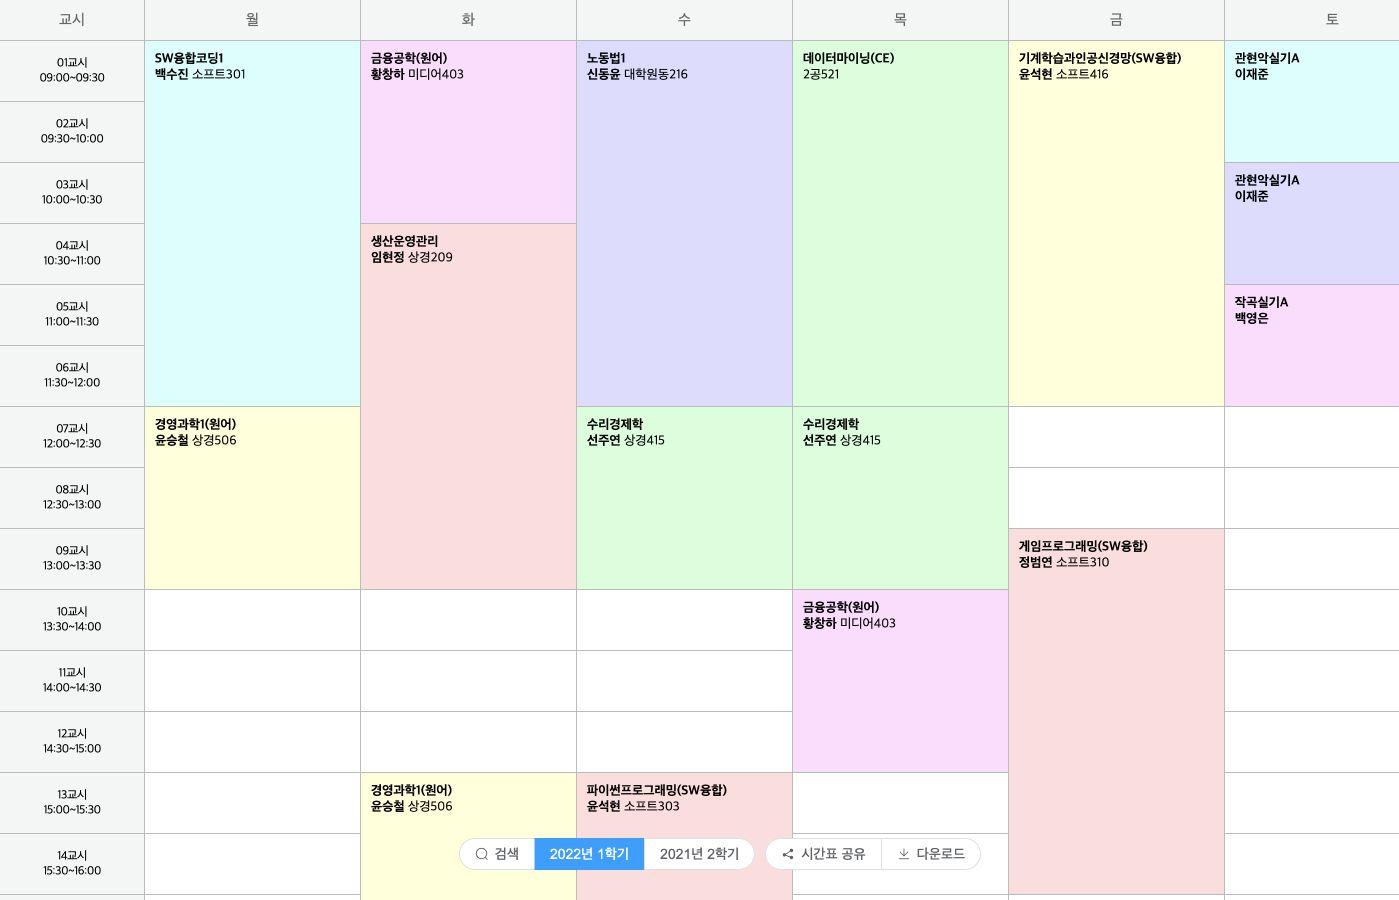 교시
월
화
수
목
금
토
01교시
09:00~09:30
SW융합코딩1
백수진 소프트301
금융공학(원어)
황창하 미디어403
노동법1
신동윤 대학원동216
데이터마이닝(CE)
2공521
기계학습과인공신경망(SW융합)
윤석현 소프트416
관현악실기A
이재준
02교시
09:30~10:00
03교시
10:00~10:30
관현악실기A
이재준
04교시
10:30~11:00
생산운영관리
임현정 상경209
05교시
11:00~11:30
작곡실기A
백영은
06교시
11:30~12:00
07교시
12:00~12:30
경영과학1(원어)
윤승철 상경506
수리경제학
선주연 상경415
수리경제학
선주연 상경415
08교시
12:30~13:00
09교시
13:00~13:30
게임프로그래밍(SW융합)
정범연 소프트310
10교시
13:30~14:00
금융공학(원어)
황창하 미디어403
11교시
14:00~14:30
12교시
14:30~15:00
13교시
15:00~15:30
경영과학1(원어)
윤승철 상경506
파이썬프로그래밍(SW융합)
윤석현 소프트303
14교시
15:30~16:00
검색
2022년 1학기
2021년 2학기
시간표 공유
다운로드